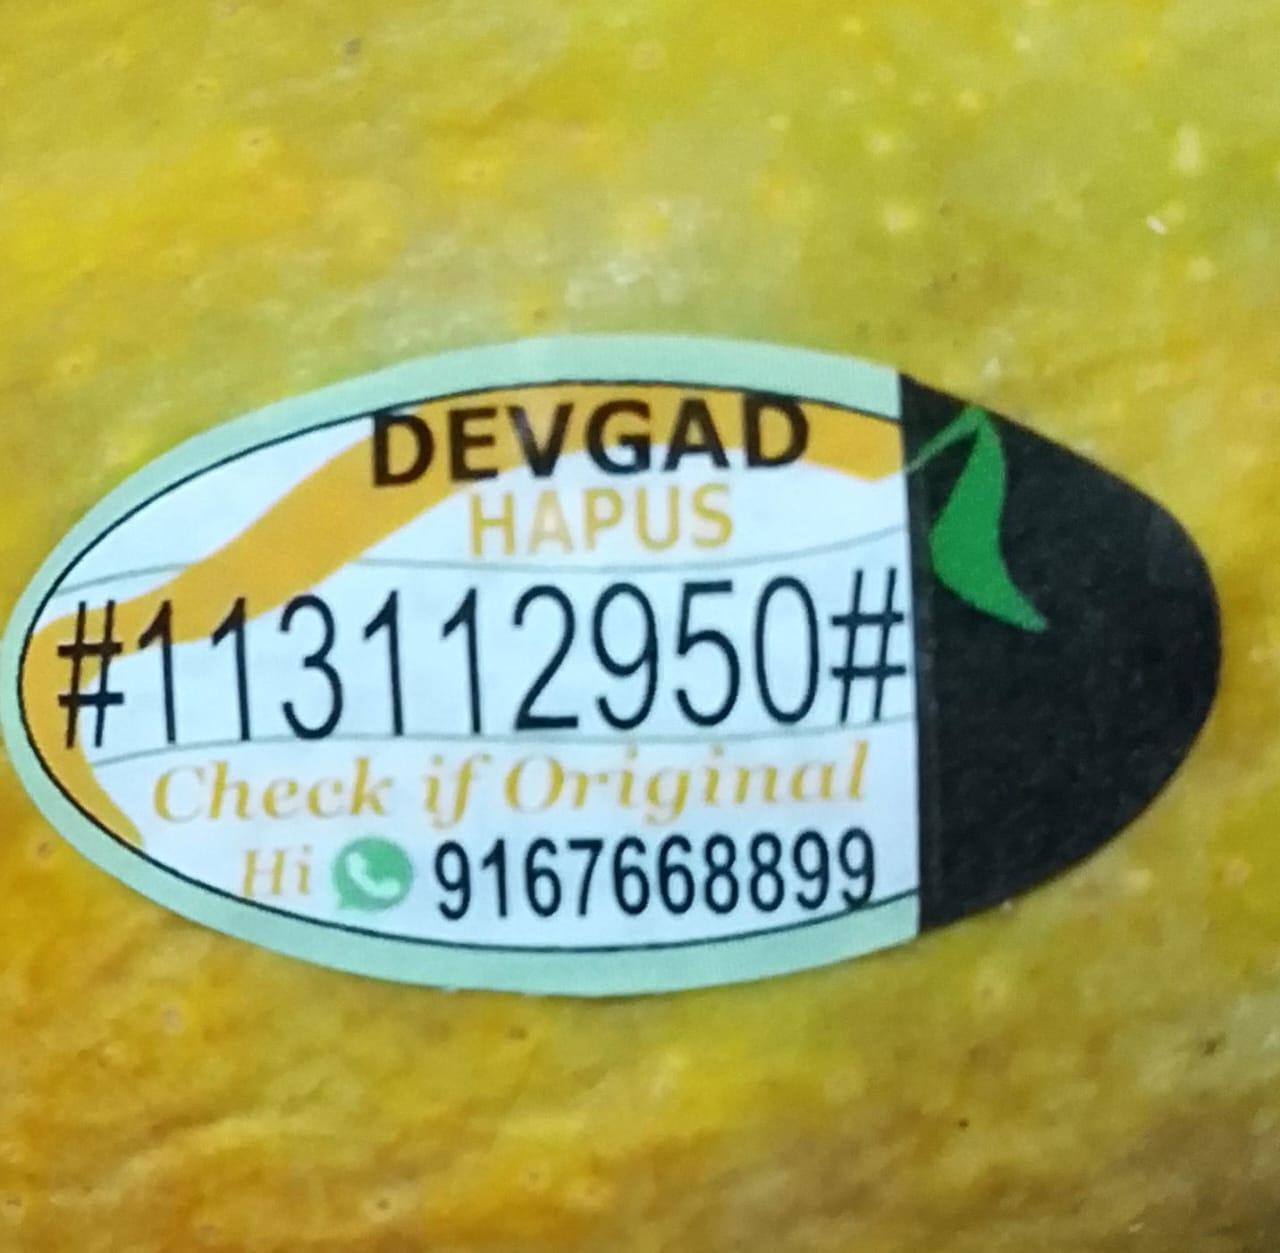 DEVGAD
HAPUS
#113112950#
Check if Original
Hi 9167668899